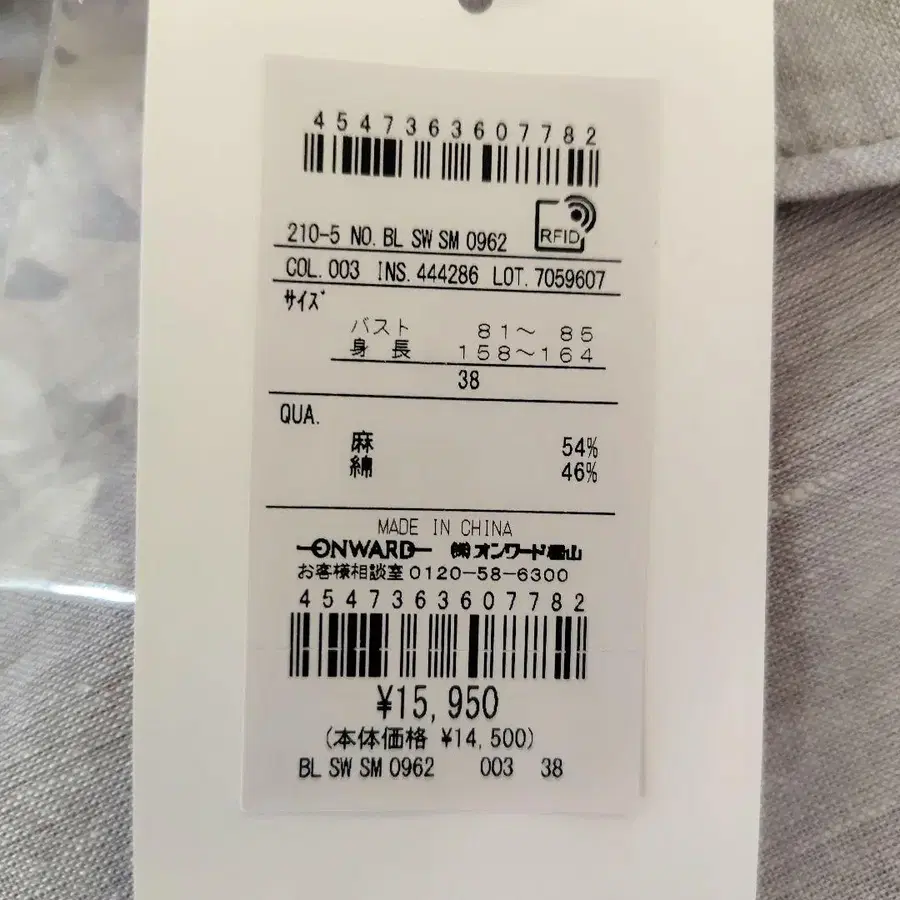 4547363607782
RFID
210-5 NO. BL SW SM 0962
COL. 003 INS. 444286 LOT. 7059607
サイズ
バスト 81～ 85
身 長 158～164
38
QUA.
麻 54%
綿 46%
MADE IN CHINA
ONWARD ㈱オンワード樫山
お客様相談室 0120-58-6300
4547363607782
¥15,950
(本体価格 ¥14,500)
BL SW SM 0962 003 38